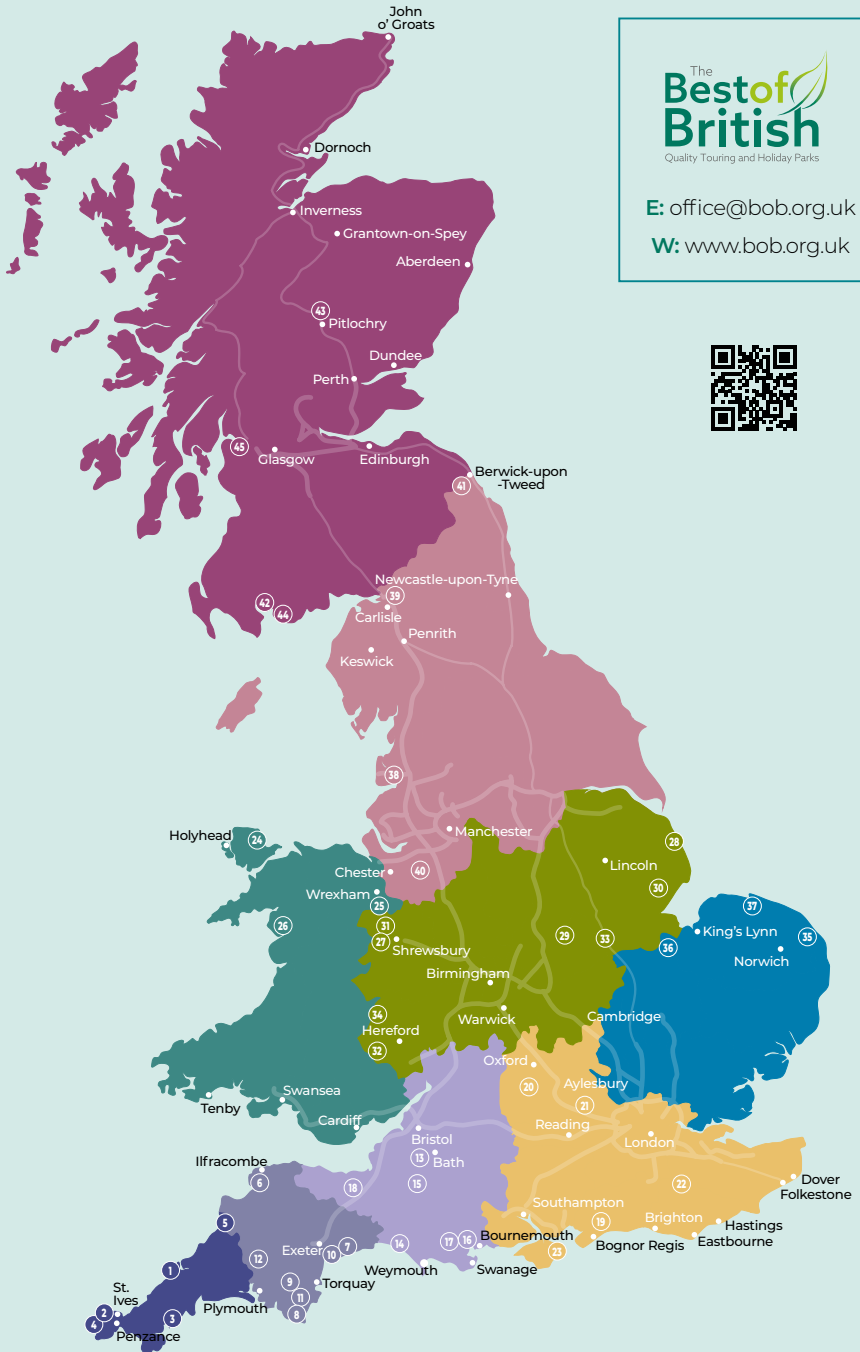 John
o' Groats
The
Bestof
British
Quality Touring and Holiday Parks
E: office@bob.org.uk
W: www.bob.org.uk
Dornoch
Inverness
Grantown-on-Spey
Aberdeen
43
Pitlochry
Dundee
Perth
45
Glasgow
Edinburgh
Berwick-upon
-Tweed
41
Newcastle-upon-Tyne
39
42
44
Carlisle
Penrith
Keswick
38
Manchester
Holyhead
24
28
Lincoln
Chester
40
Wrexham
30
25
37
26
31
27
Shrewsbury
29
33
King's Lynn
35
36
Norwich
Birmingham
34
Warwick
Cambridge
Hereford
32
Oxford
20
Aylesbury
21
Tenby
Swansea
Cardiff
Bristol
Reading
London
13
Bath
Ilfracombe
6
18
15
22
Dover
Folkestone
5
Southampton
19
Brighton
Hastings
Eastbourne
Bognor Regis
12
Exeter
10
7
14
17
16
Bournemouth
23
Weymouth
Swanage
1
9
Torquay
11
8
Plymouth
St.
Ives
2
4
3
Penzance